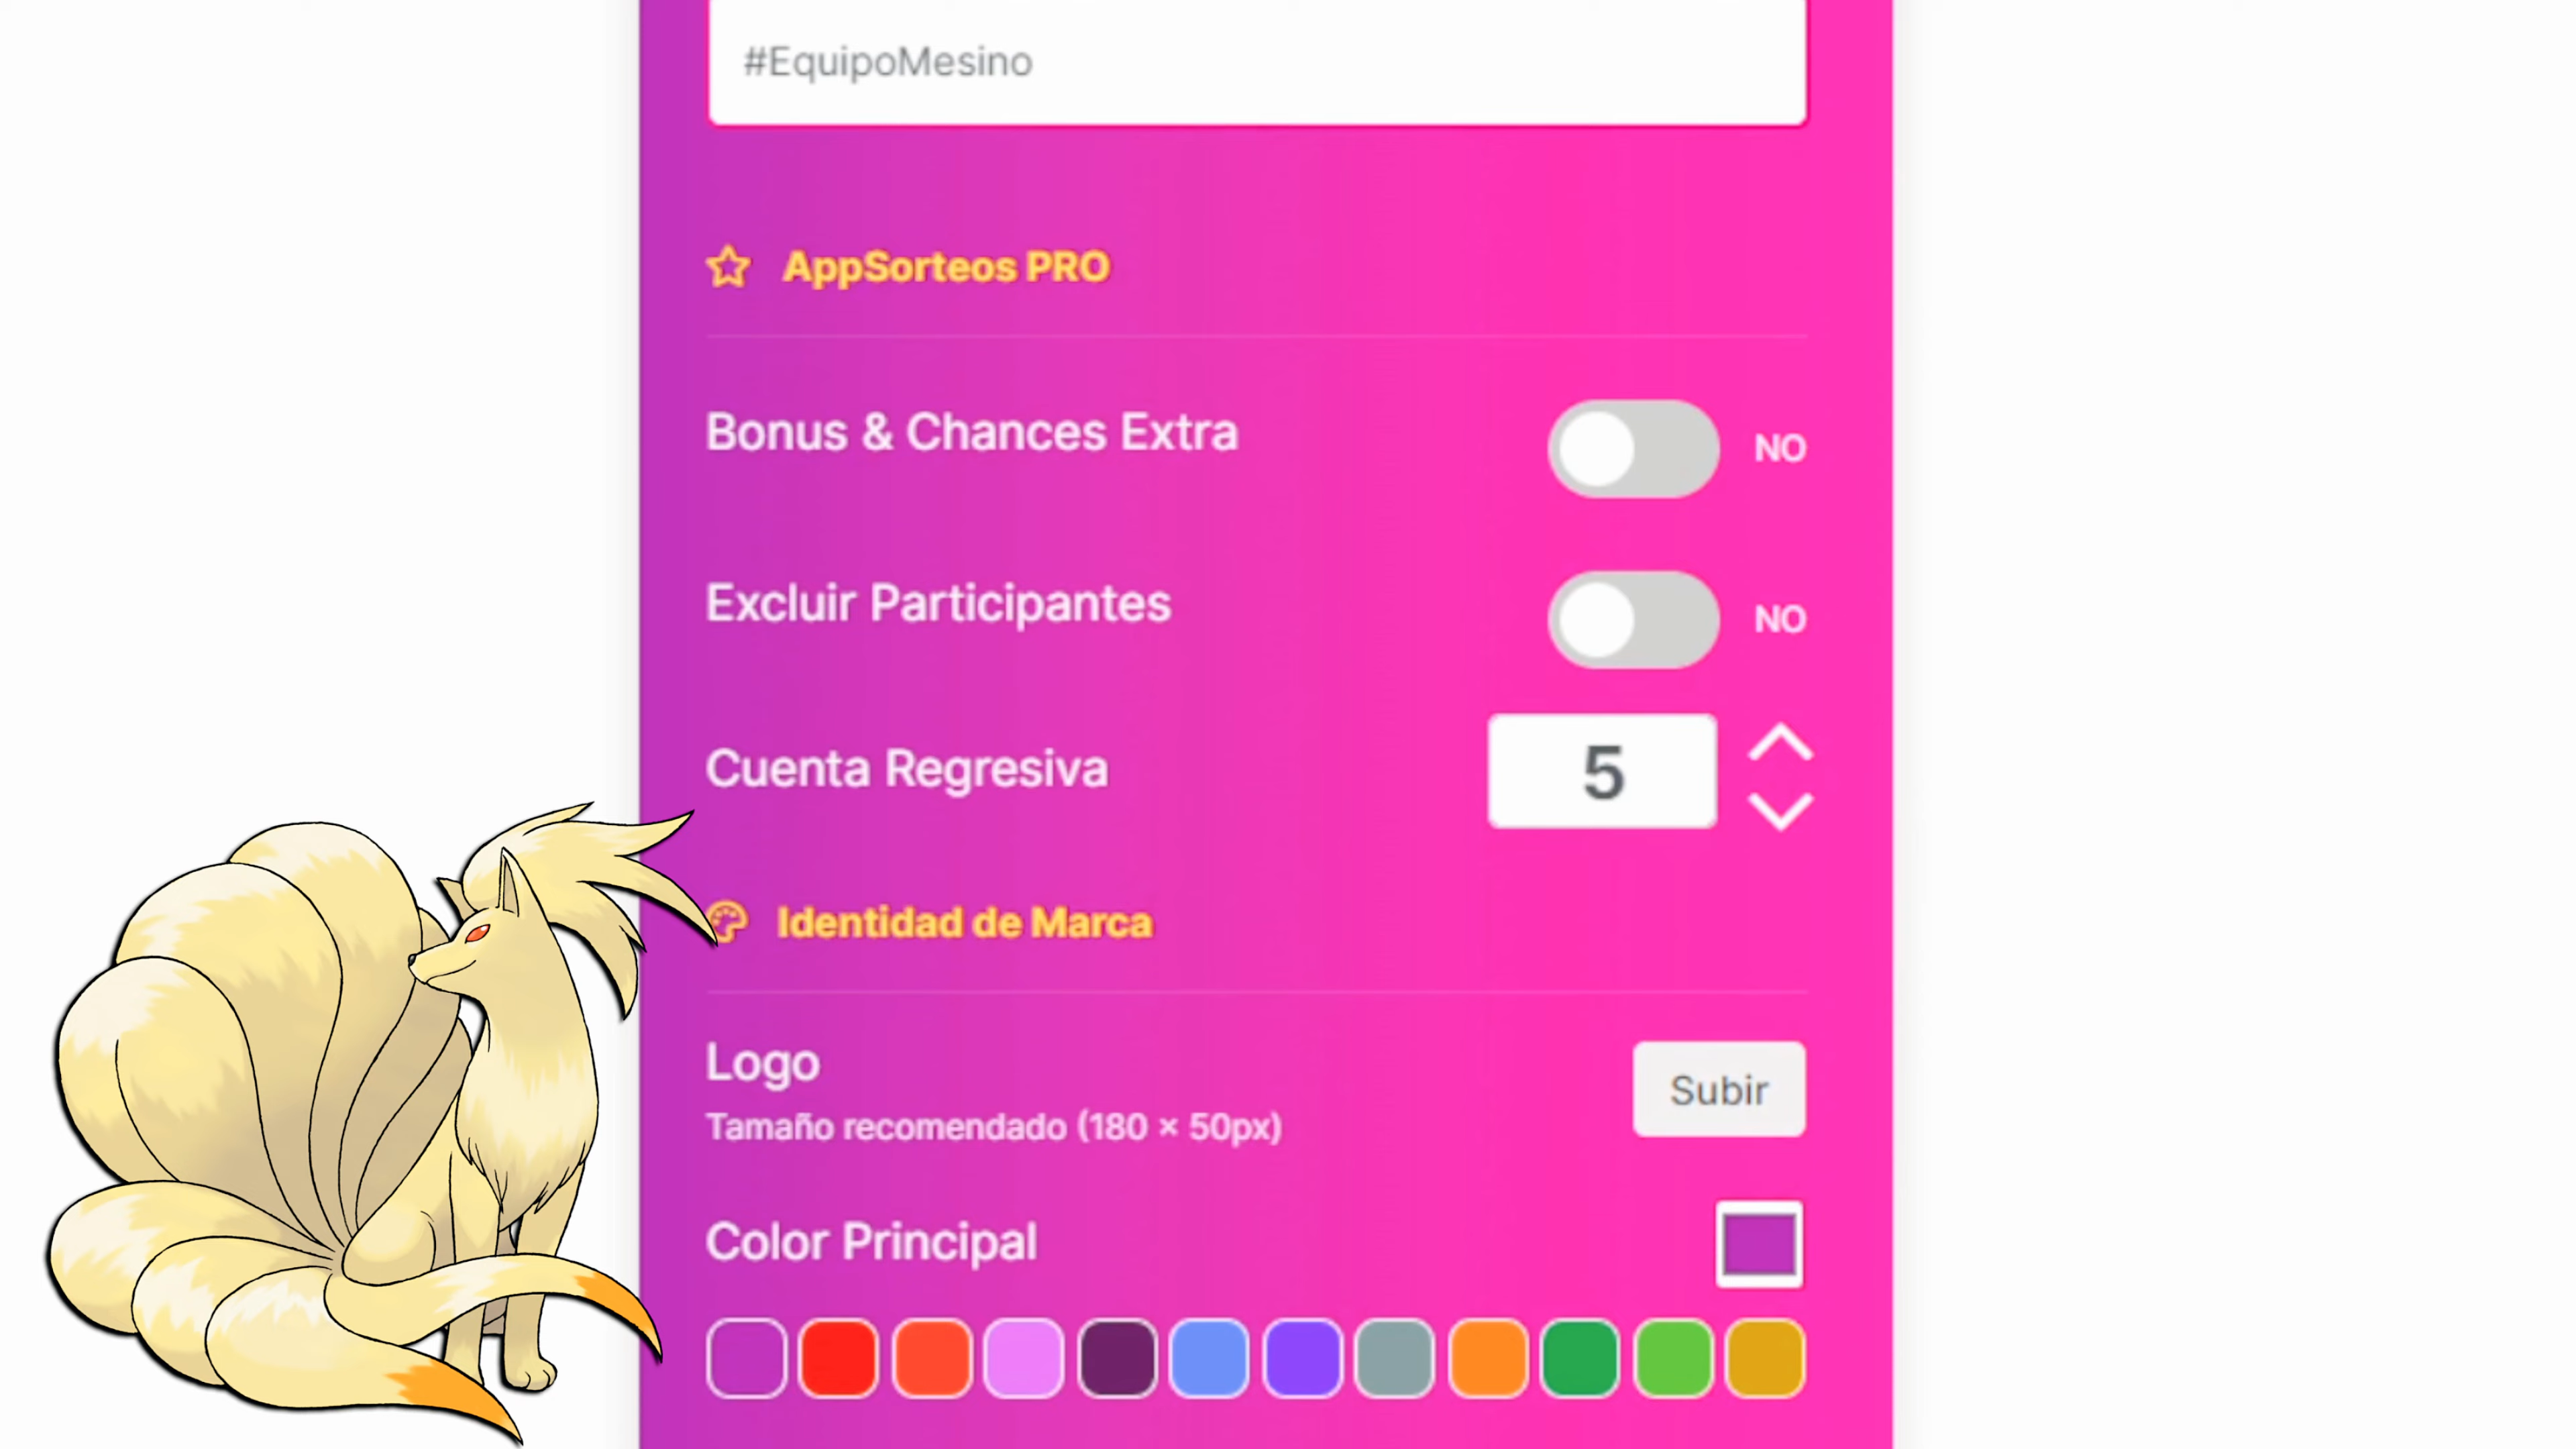 #EquipoMesino
AppSorteos PRO
Bonus & Chances Extra
NO
Excluir Participantes
NO
Cuenta Regresiva
5
Identidad de Marca
Logo
Subir
Tamaño recomendado (180 × 50px)
Color Principal